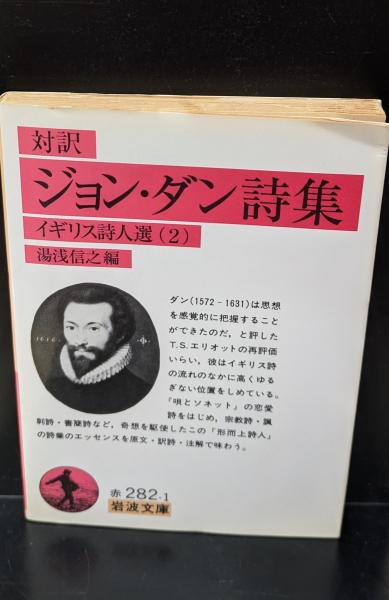 対訳
ジョン・ダン詩集
イギリス詩人選(2)
湯浅信之編
ダン(1572‐1631)は思想
を感覚的に把握すること
ができたのだ，と評した
T.S.エリオットの再評価
いらい，彼はイギリス詩
の流れのなかに高くゆる
ぎない位置をしめている。
『唄とソネット』の恋愛
詩をはじめ，宗教詩・諷
刺詩・書簡詩など，奇想を駆使したこの「形而上詩人」
の詩集のエッセンスを原文・訳詩・注解で味わう。
赤 282-1
岩波文庫